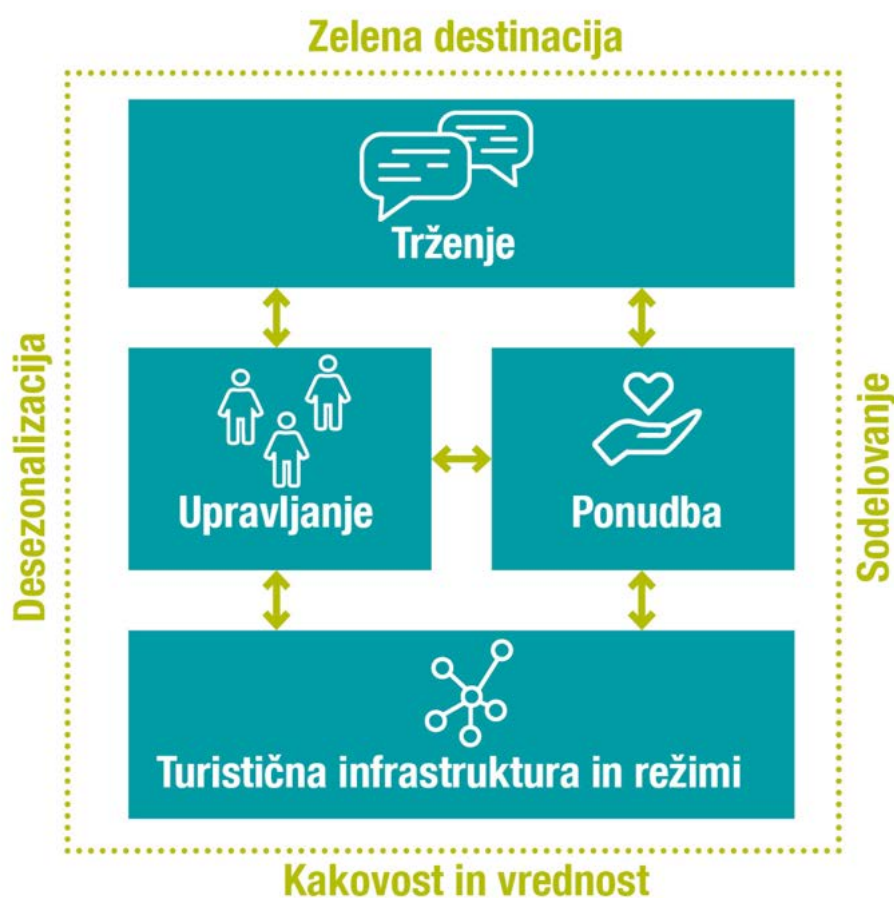 Zelena destinacija
Trženje
Desezonalizacija
Upravljanje
Ponudba
Sodelovanje
Turistična infrastruktura in režimi
Kakovost in vrednost